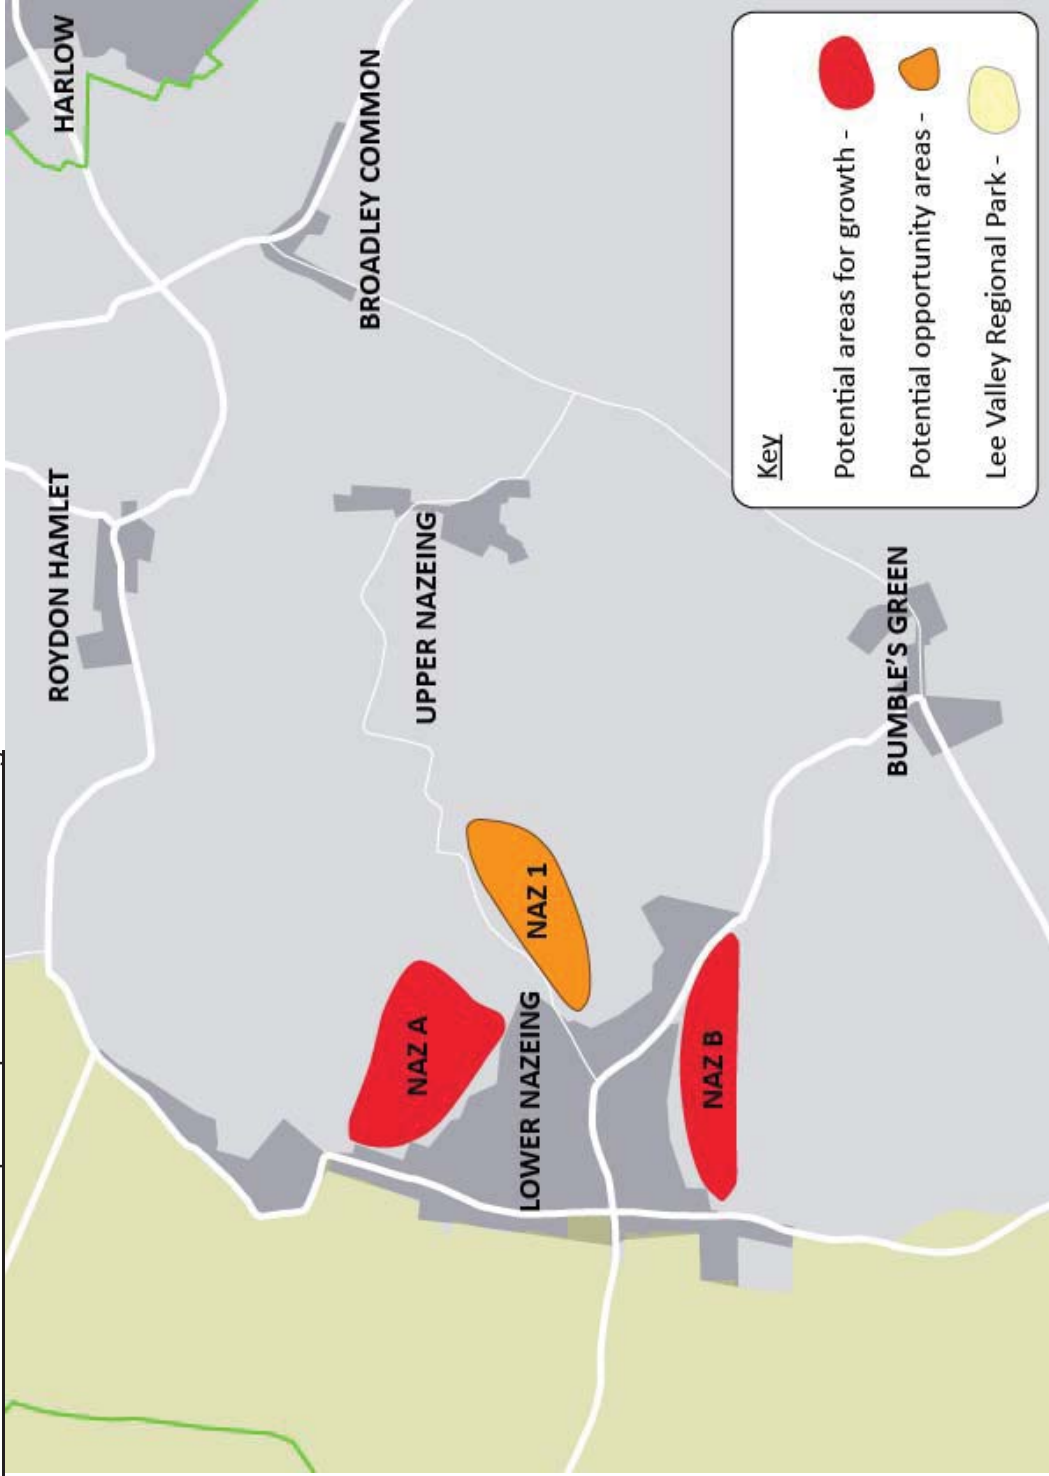 HARLOW
ROYDON HAMLET
BROADLEY COMMON
UPPER NAZEING
NAZ A
NAZ 1
LOWER NAZEING
NAZ B
BUMBLE'S GREEN
Key
Potential areas for growth -
Potential opportunity areas -
Lee Valley Regional Park -